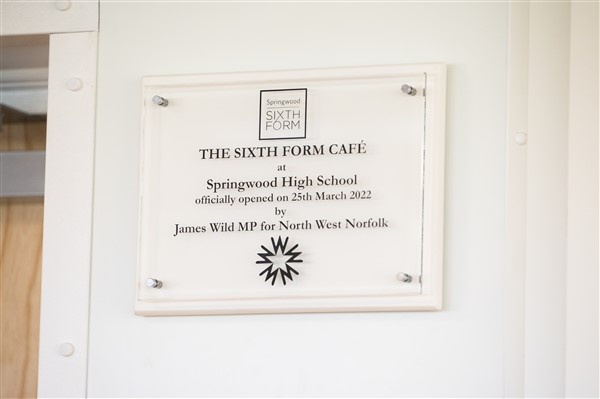 Springwood
SIXTH
FORM
THE SIXTH FORM CAFÉ
at
Springwood High School
officially opened on 25th March 2022
by
James Wild MP for North West Norfolk